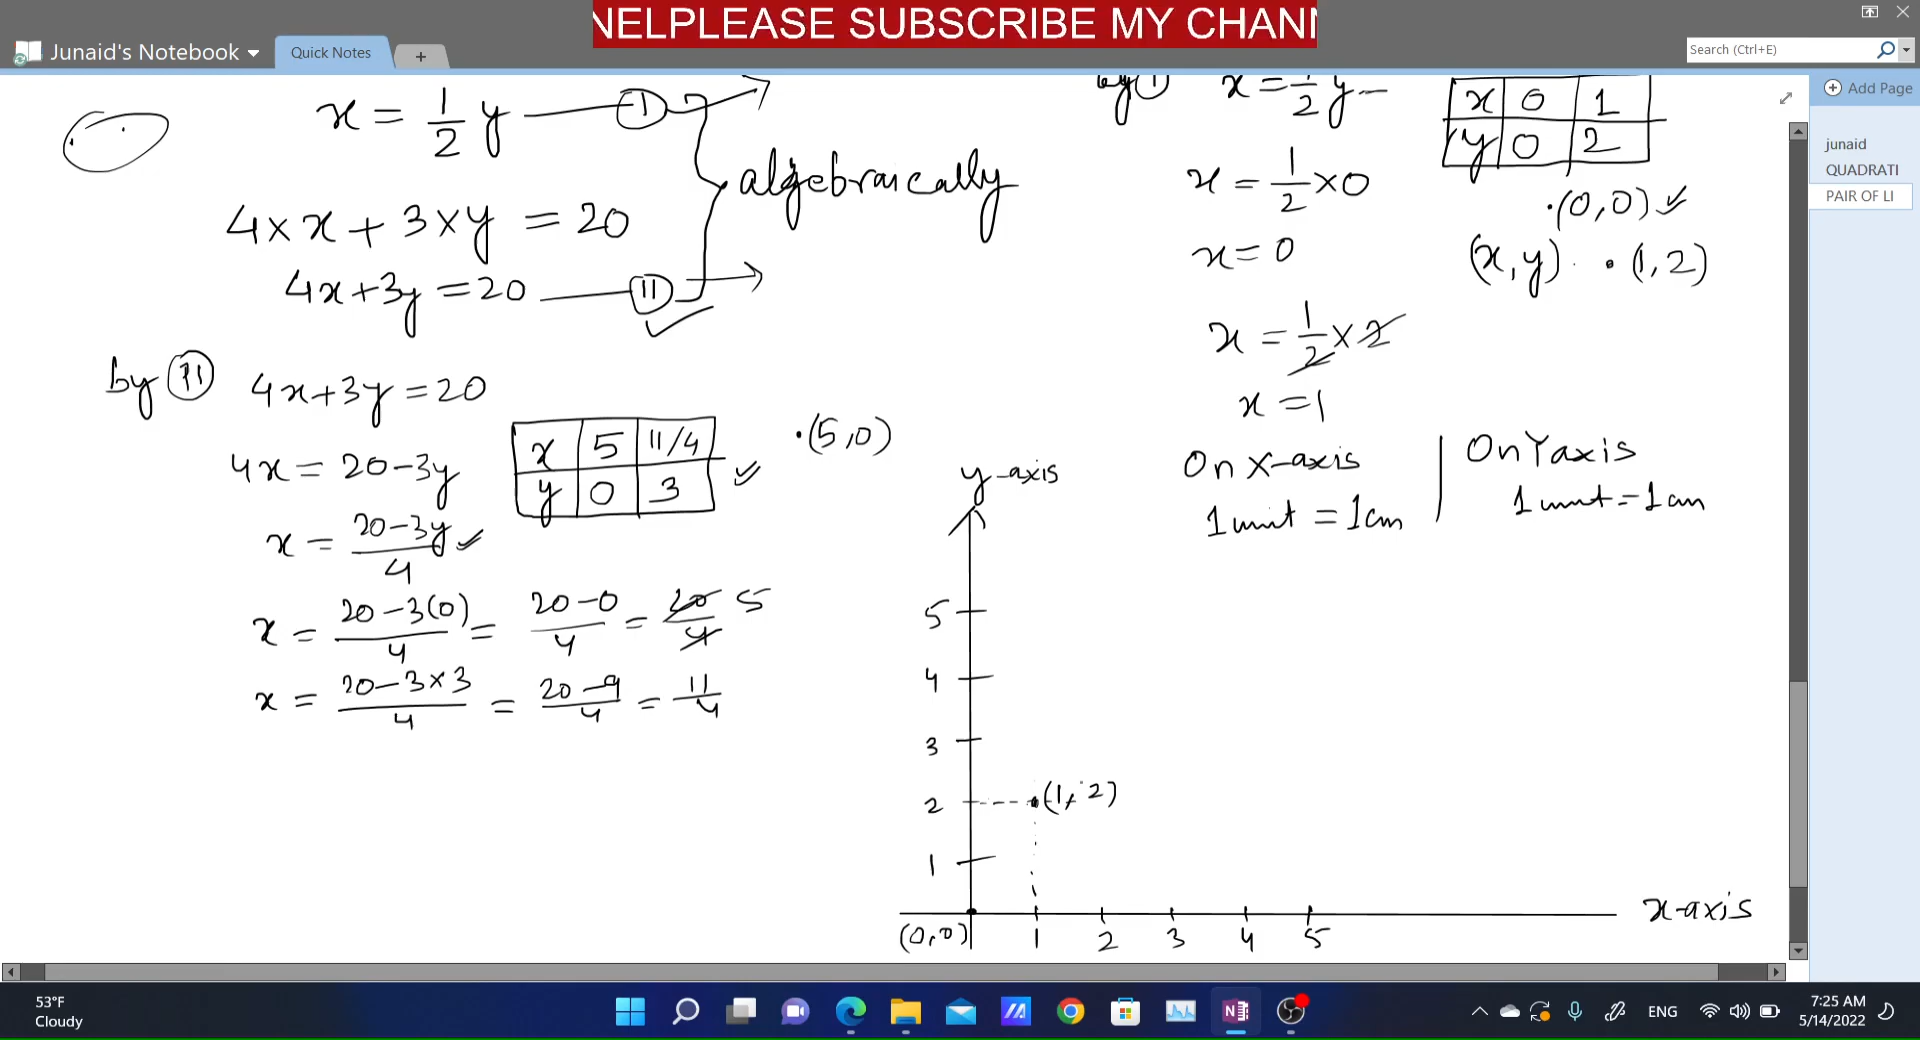 NELPLEASE SUBSCRIBE MY CHANN
Junaid's Notebook
Quick Notes
+
Search (Ctrl+E)
Add Page
junaid
QUADRATI
PAIR OF LI
x = 1/2 y — I
algebraically
4×x + 3×y = 20
4x+3y = 20 — II
by II 4x+3y = 20
4x = 20-3y
x = 20-3y/4
x = 20-3(0)/4 = 20-0/4 = 20/4 5
x = 20-3×3/4 = 20-9/4 = 11/4
x 5 11/4
y 0 3
·(5,0)
by I x = 1/2 y
x = 1/2 ×0
x = 0
x = 1/2 ×2
x = 1
x 0 1
y 0 2
·(0,0)
(x,y) · (1,2)
On X-axis
1 unit = 1cm
On Y axis
1 unit = 1cm
y-axis
5
4
3
2
(1, 2)
1
x-axis
(0,0) 1 2 3 4 5
53°F
Cloudy
ENG
7:25 AM
5/14/2022